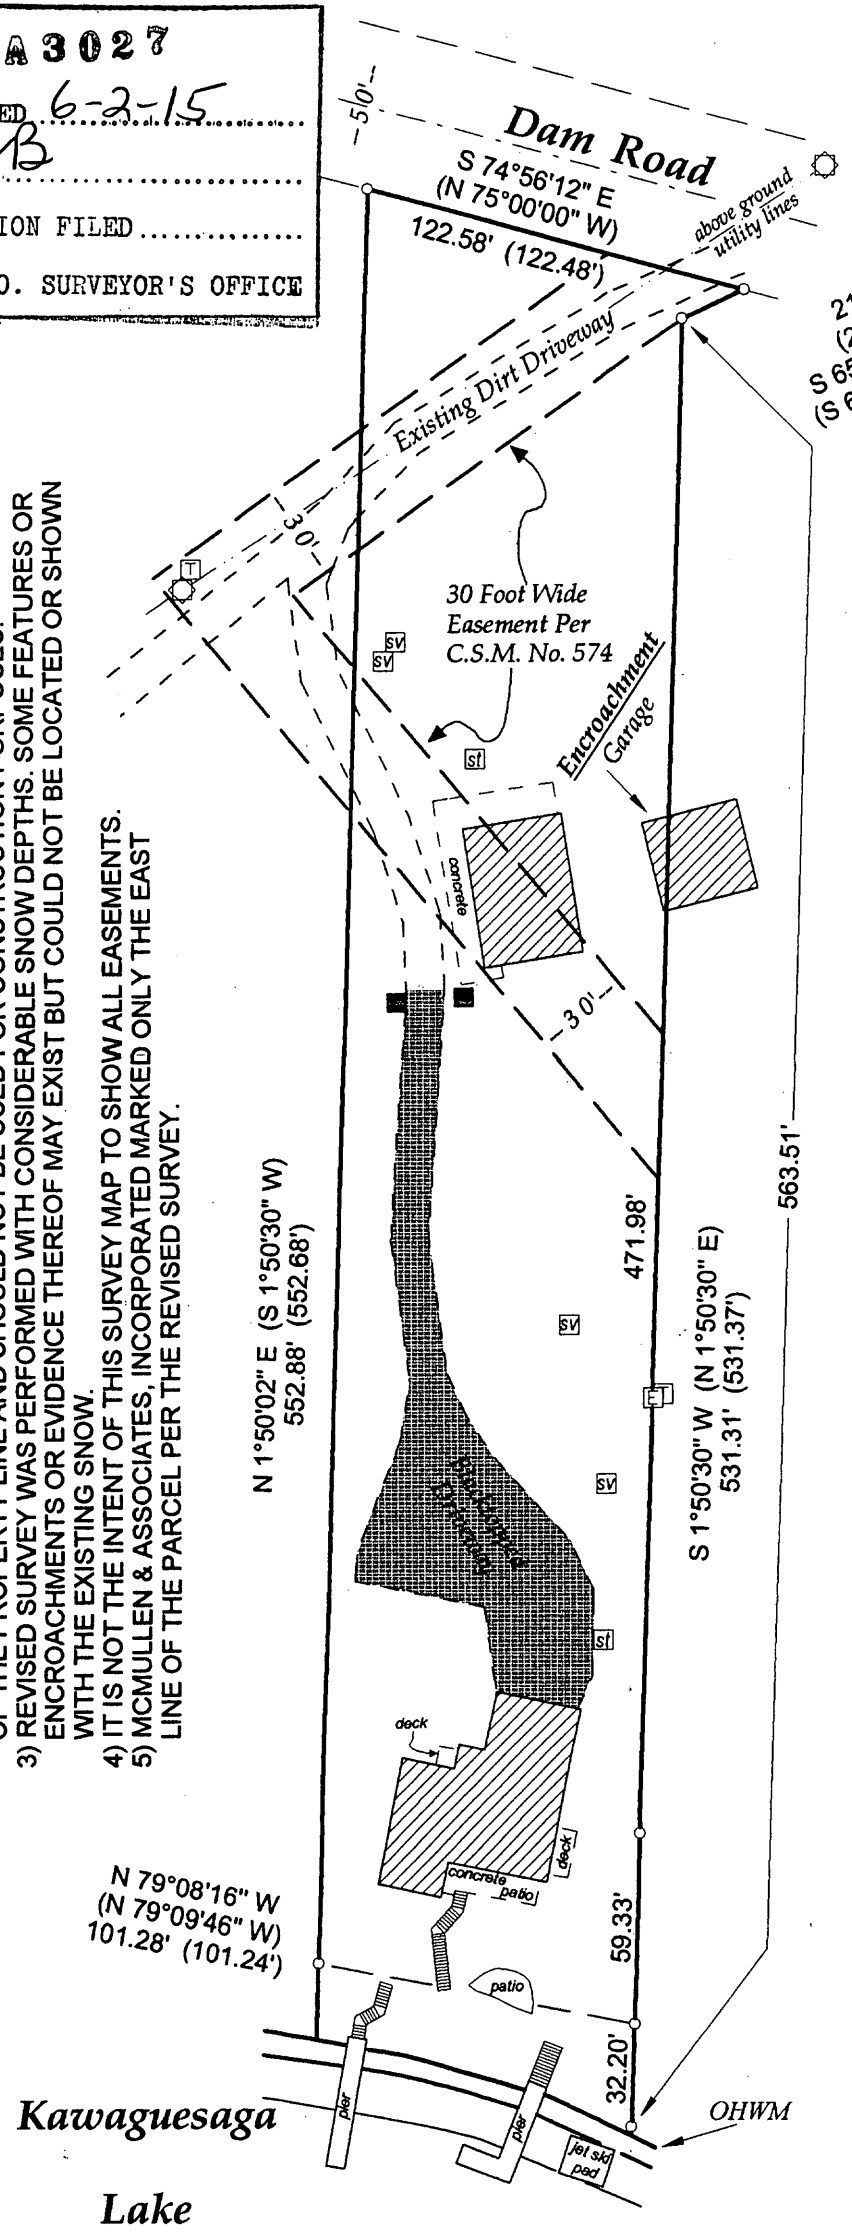 A3027
6-2-15
B
ION FILED
O. SURVEYOR'S OFFICE
-50'-
Dam Road
S 74°56'12" E
(N 75°00'00" W)
122.58' (122.48')
above ground
utility lines
Existing Dirt Driveway
30'
T
30 Foot Wide
Easement Per
C.S.M. No. 574
sv
sv
st
Encroachment
Garage
concrete
-30'-
3) REVISED SURVEY WAS PERFORMED WITH CONSIDERABLE SNOW DEPTHS. SOME FEATURES OR
ENCROACHMENTS OR EVIDENCE THEREOF MAY EXIST BUT COULD NOT BE LOCATED OR SHOWN
WITH THE EXISTING SNOW.
4) IT IS NOT THE INTENT OF THIS SURVEY MAP TO SHOW ALL EASEMENTS.
5) MCMULLEN & ASSOCIATES, INCORPORATED MARKED ONLY THE EAST
LINE OF THE PARCEL PER THE REVISED SURVEY.
N 1°50'02" E (S 1°50'30" W)
552.88' (552.68')
471.98'
563.51'
S 1°50'30" W (N 1°50'30" E)
531.31' (531.37')
sv
E
sv
Blacktopped
Driveway
st
deck
deck
concrete
patio
N 79°08'16" W
(N 79°09'46" W)
101.28' (101.24')
59.33'
patio
32.20'
pier
pier
jet ski
pad
OHWM
Kawaguesaga
Lake